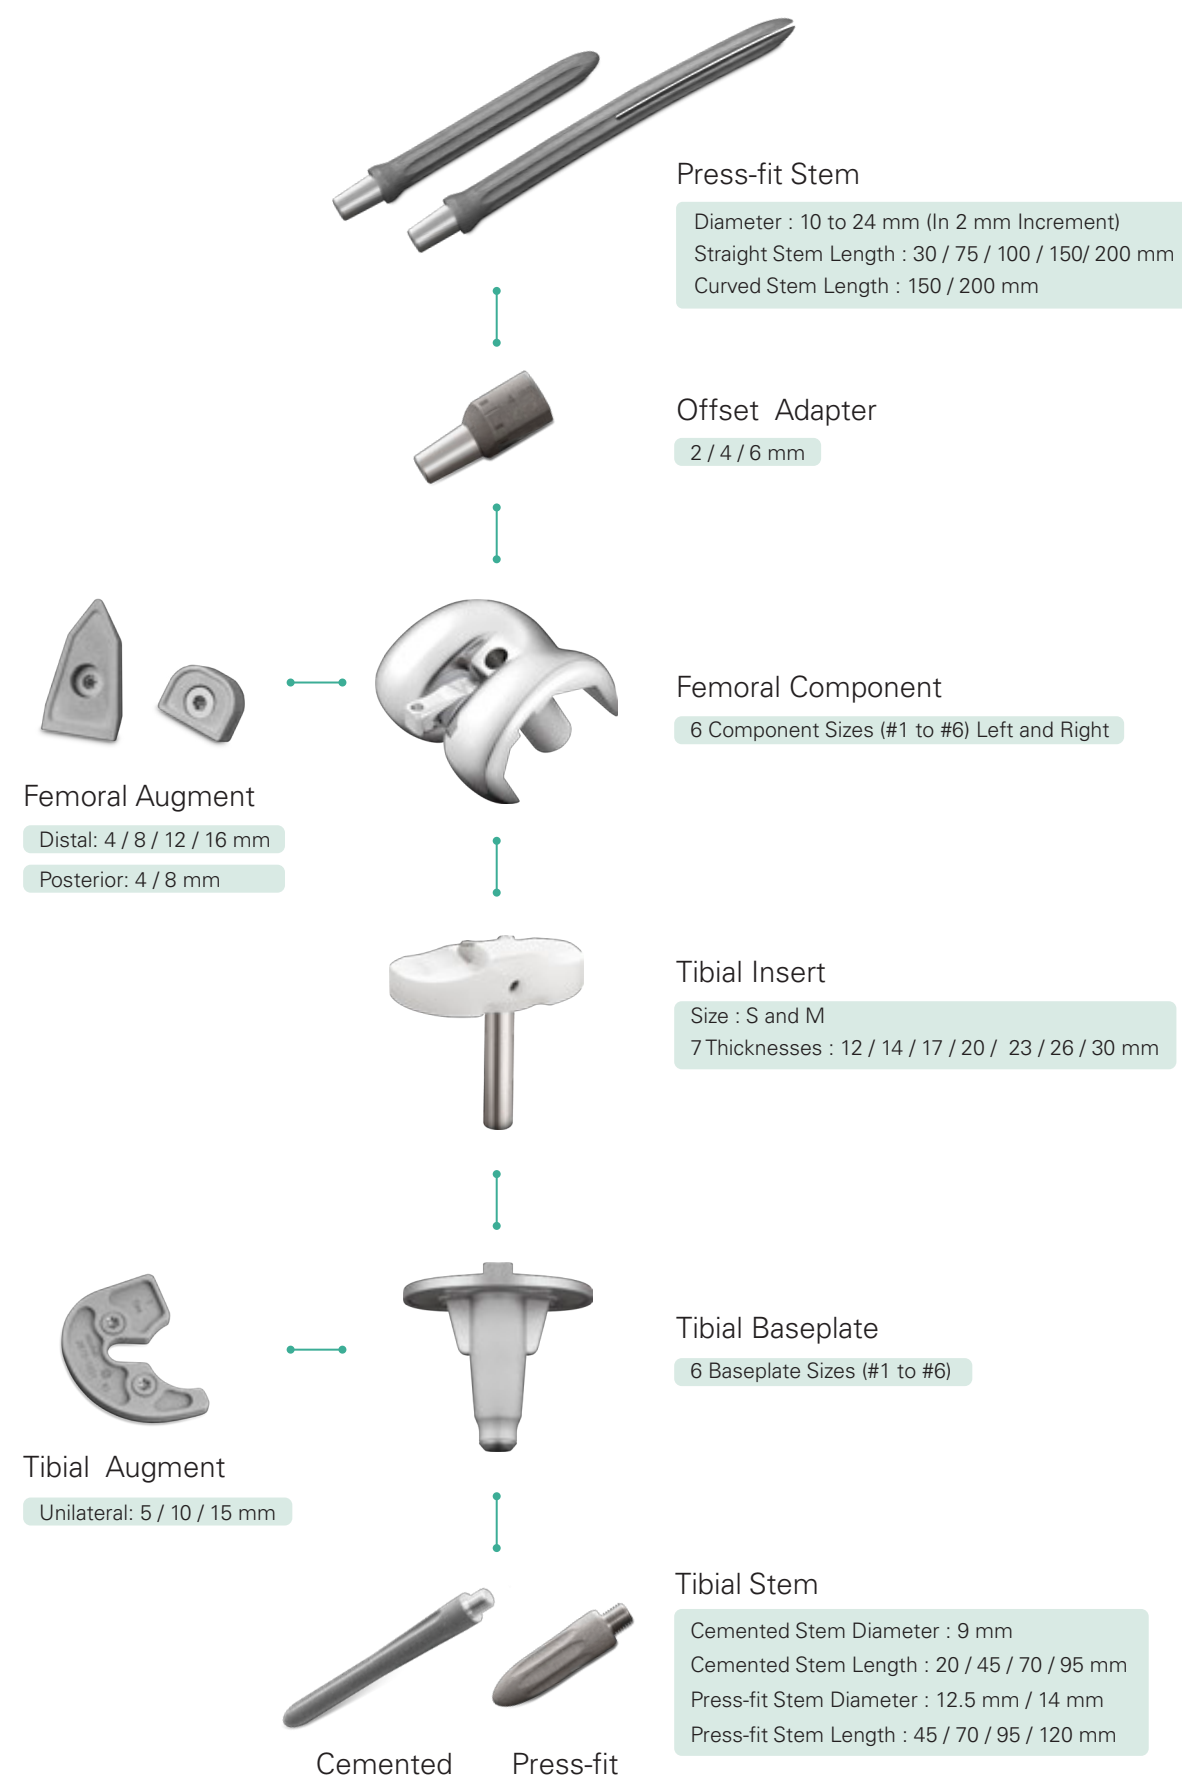 Press-fit Stem
Diameter : 10 to 24 mm (In 2 mm Increment)
Straight Stem Length : 30 / 75 / 100 / 150/ 200 mm
Curved Stem Length : 150 / 200 mm
Offset Adapter
2 / 4 / 6 mm
Femoral Component
6 Component Sizes (#1 to #6) Left and Right
Femoral Augment
Distal: 4 / 8 / 12 / 16 mm
Posterior: 4 / 8 mm
Tibial Insert
Size : S and M
7 Thicknesses : 12 / 14 / 17 / 20 / 23 / 26 / 30 mm
Tibial Baseplate
6 Baseplate Sizes (#1 to #6)
Tibial Augment
Unilateral: 5 / 10 / 15 mm
Tibial Stem
Cemented Stem Diameter : 9 mm
Cemented Stem Length : 20 / 45 / 70 / 95 mm
Press-fit Stem Diameter : 12.5 mm / 14 mm
Press-fit Stem Length : 45 / 70 / 95 / 120 mm
Cemented
Press-fit